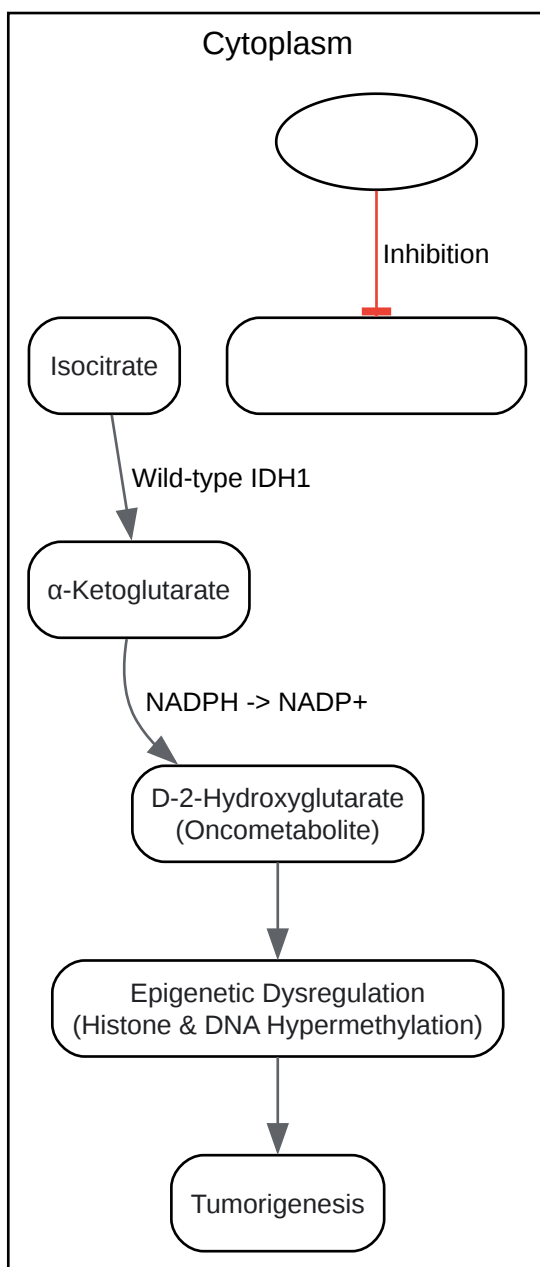 Cytoplasm
Inhibition
Isocitrate
Wild-type IDH1
α-Ketoglutarate
NADPH -> NADP+
D-2-Hydroxyglutarate
(Oncometabolite)
Epigenetic Dysregulation
(Histone & DNA Hypermethylation)
Tumorigenesis